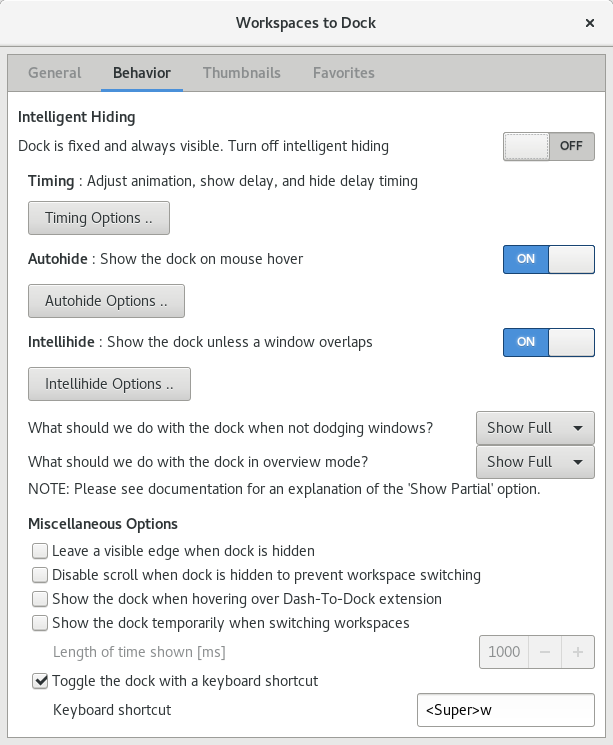 Workspaces to Dock ×
General Behavior Thumbnails Favorites
Intelligent Hiding
Dock is fixed and always visible. Turn off intelligent hiding OFF
Timing : Adjust animation, show delay, and hide delay timing
Timing Options ..
Autohide : Show the dock on mouse hover ON
Autohide Options ..
Intellihide : Show the dock unless a window overlaps ON
Intellihide Options ..
What should we do with the dock when not dodging windows? Show Full
What should we do with the dock in overview mode? Show Full
NOTE: Please see documentation for an explanation of the 'Show Partial' option.
Miscellaneous Options
Leave a visible edge when dock is hidden
Disable scroll when dock is hidden to prevent workspace switching
Show the dock when hovering over Dash-To-Dock extension
Show the dock temporarily when switching workspaces
Length of time shown [ms] 1000 − +
Toggle the dock with a keyboard shortcut
Keyboard shortcut <Super>w